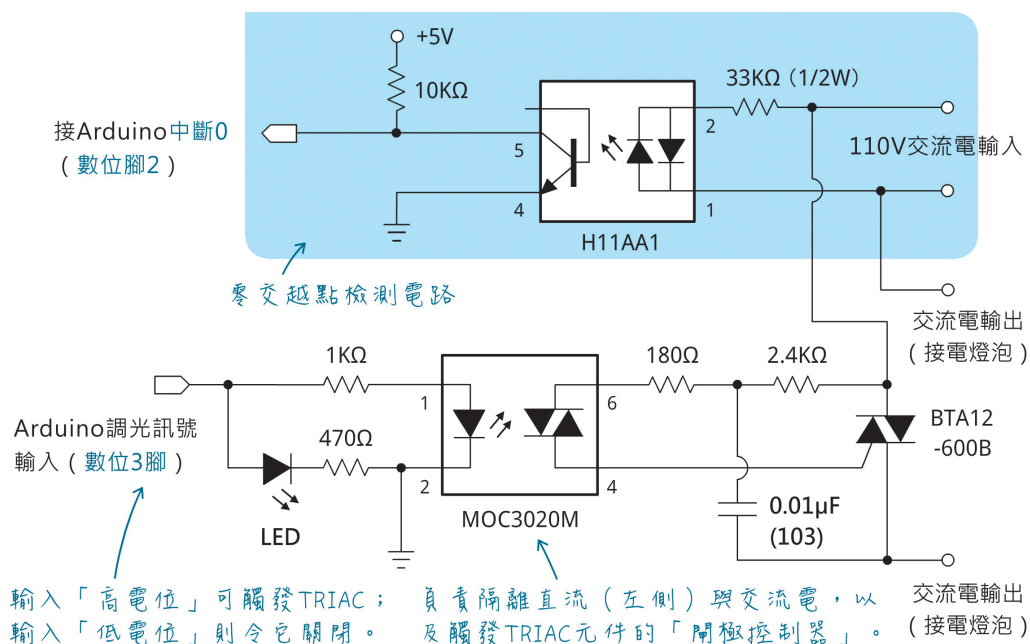 +5V
10KΩ
33KΩ（1/2W）
接Arduino中斷0
（數位腳2）
5
4
2
1
110V交流電輸入
H11AA1
零交越點檢測電路
交流電輸出
（接電燈泡）
1KΩ
180Ω
2.4KΩ
Arduino調光訊號
輸入（數位3腳）
470Ω
1
2
6
4
BTA12
-600B
LED
MOC3020M
0.01μF
(103)
輸入「高電位」可觸發TRIAC；
輸入「低電位」則令它關閉。
負責隔離直流（左側）與交流電，以
及觸發TRIAC元件的「閘極控制器」。
交流電輸出
（接電燈泡）